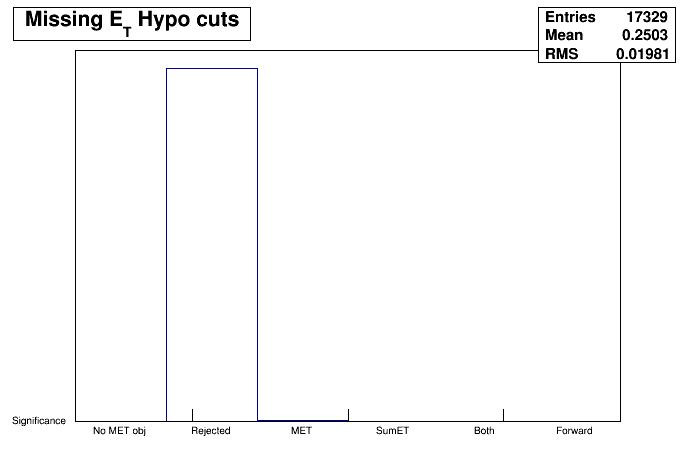 Missing E_T Hypo cuts
Entries 17329
Mean 0.2503
RMS 0.01981
Significance
No MET obj Rejected MET SumET Both Forward